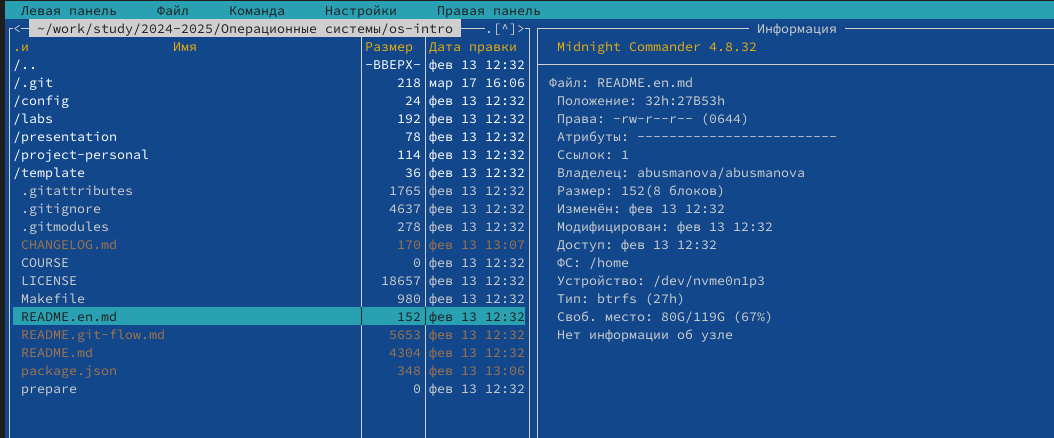 Левая панель Файл Команда Настройки Правая панель
<— ~/work/study/2024-2025/Операционные системы/os-intro —.[^]>
.и Имя Размер Дата правки
/.. -ВВЕРХ- фев 13 12:32
/.git 218 мар 17 16:06
/config 24 фев 13 12:32
/labs 192 фев 13 12:32
/presentation 78 фев 13 12:32
/project-personal 114 фев 13 12:32
/template 36 фев 13 12:32
.gitattributes 1765 фев 13 12:32
.gitignore 4637 фев 13 12:32
.gitmodules 278 фев 13 12:32
CHANGELOG.md 170 фев 13 13:07
COURSE 0 фев 13 12:32
LICENSE 18657 фев 13 12:32
Makefile 980 фев 13 12:32
README.en.md 152 фев 13 12:32
README.git-flow.md 5653 фев 13 12:32
README.md 4304 фев 13 12:32
package.json 348 фев 13 13:06
prepare 0 фев 13 12:32
Информация
Midnight Commander 4.8.32
Файл: README.en.md
Положение: 32h:27B53h
Права: -rw-r--r-- (0644)
Атрибуты: -------------------------
Ссылок: 1
Владелец: abusmanova/abusmanova
Размер: 152(8 блоков)
Изменён: фев 13 12:32
Модифицирован: фев 13 12:32
Доступ: фев 13 12:32
ФС: /home
Устройство: /dev/nvme0n1p3
Тип: btrfs (27h)
Своб. место: 80G/119G (67%)
Нет информации об узле